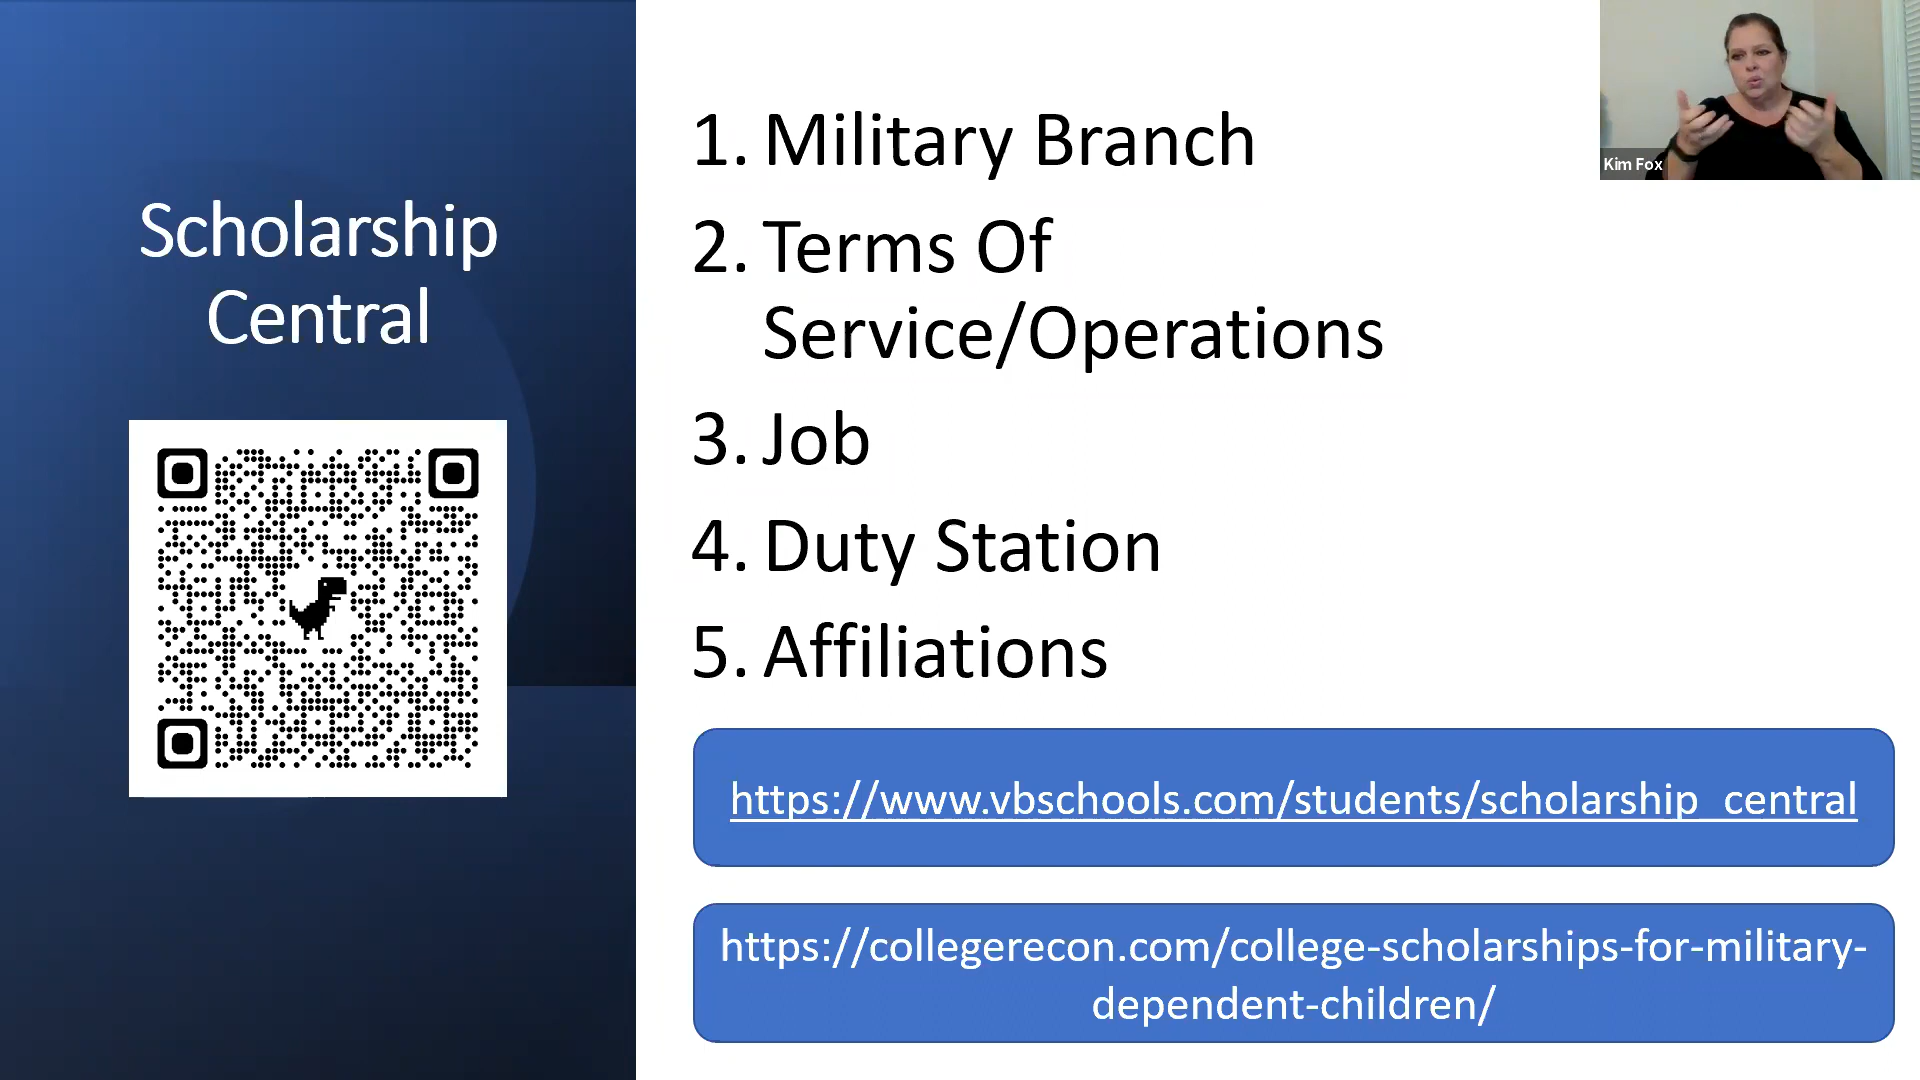 Scholarship
Central
1. Military Branch
2. Terms Of
Service/Operations
3. Job
4. Duty Station
5. Affiliations
https://www.vbschools.com/students/scholarship_central
https://collegerecon.com/college-scholarships-for-military-
dependent-children/
Kim Fox